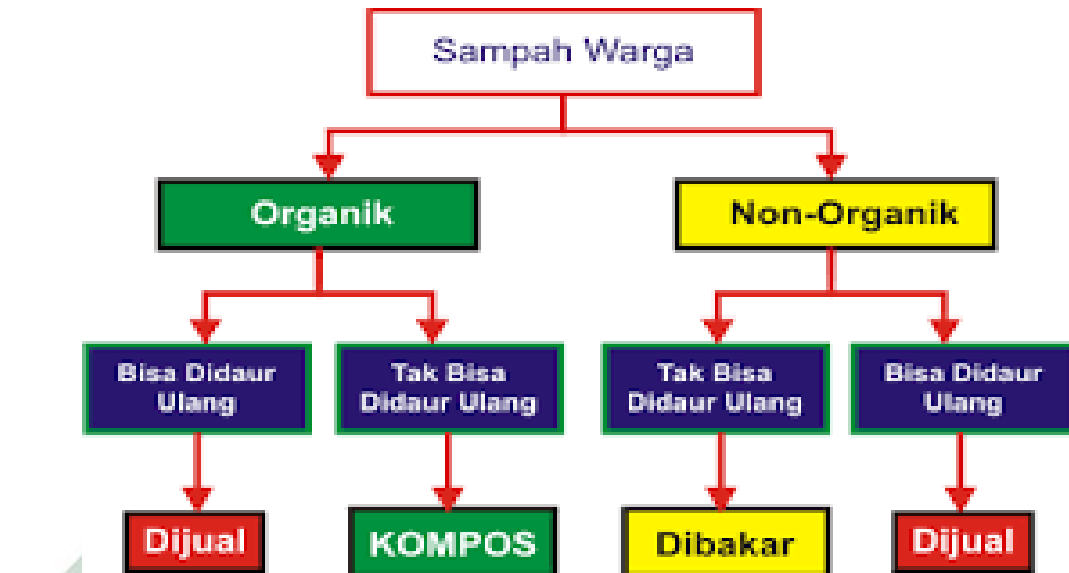 Sampah Warga
Organik
Non-Organik
Bisa Didaur
Ulang
Tak Bisa
Didaur Ulang
Tak Bisa
Didaur Ulang
Bisa Didaur
Ulang
Dijual
KOMPOS
Dibakar
Dijual